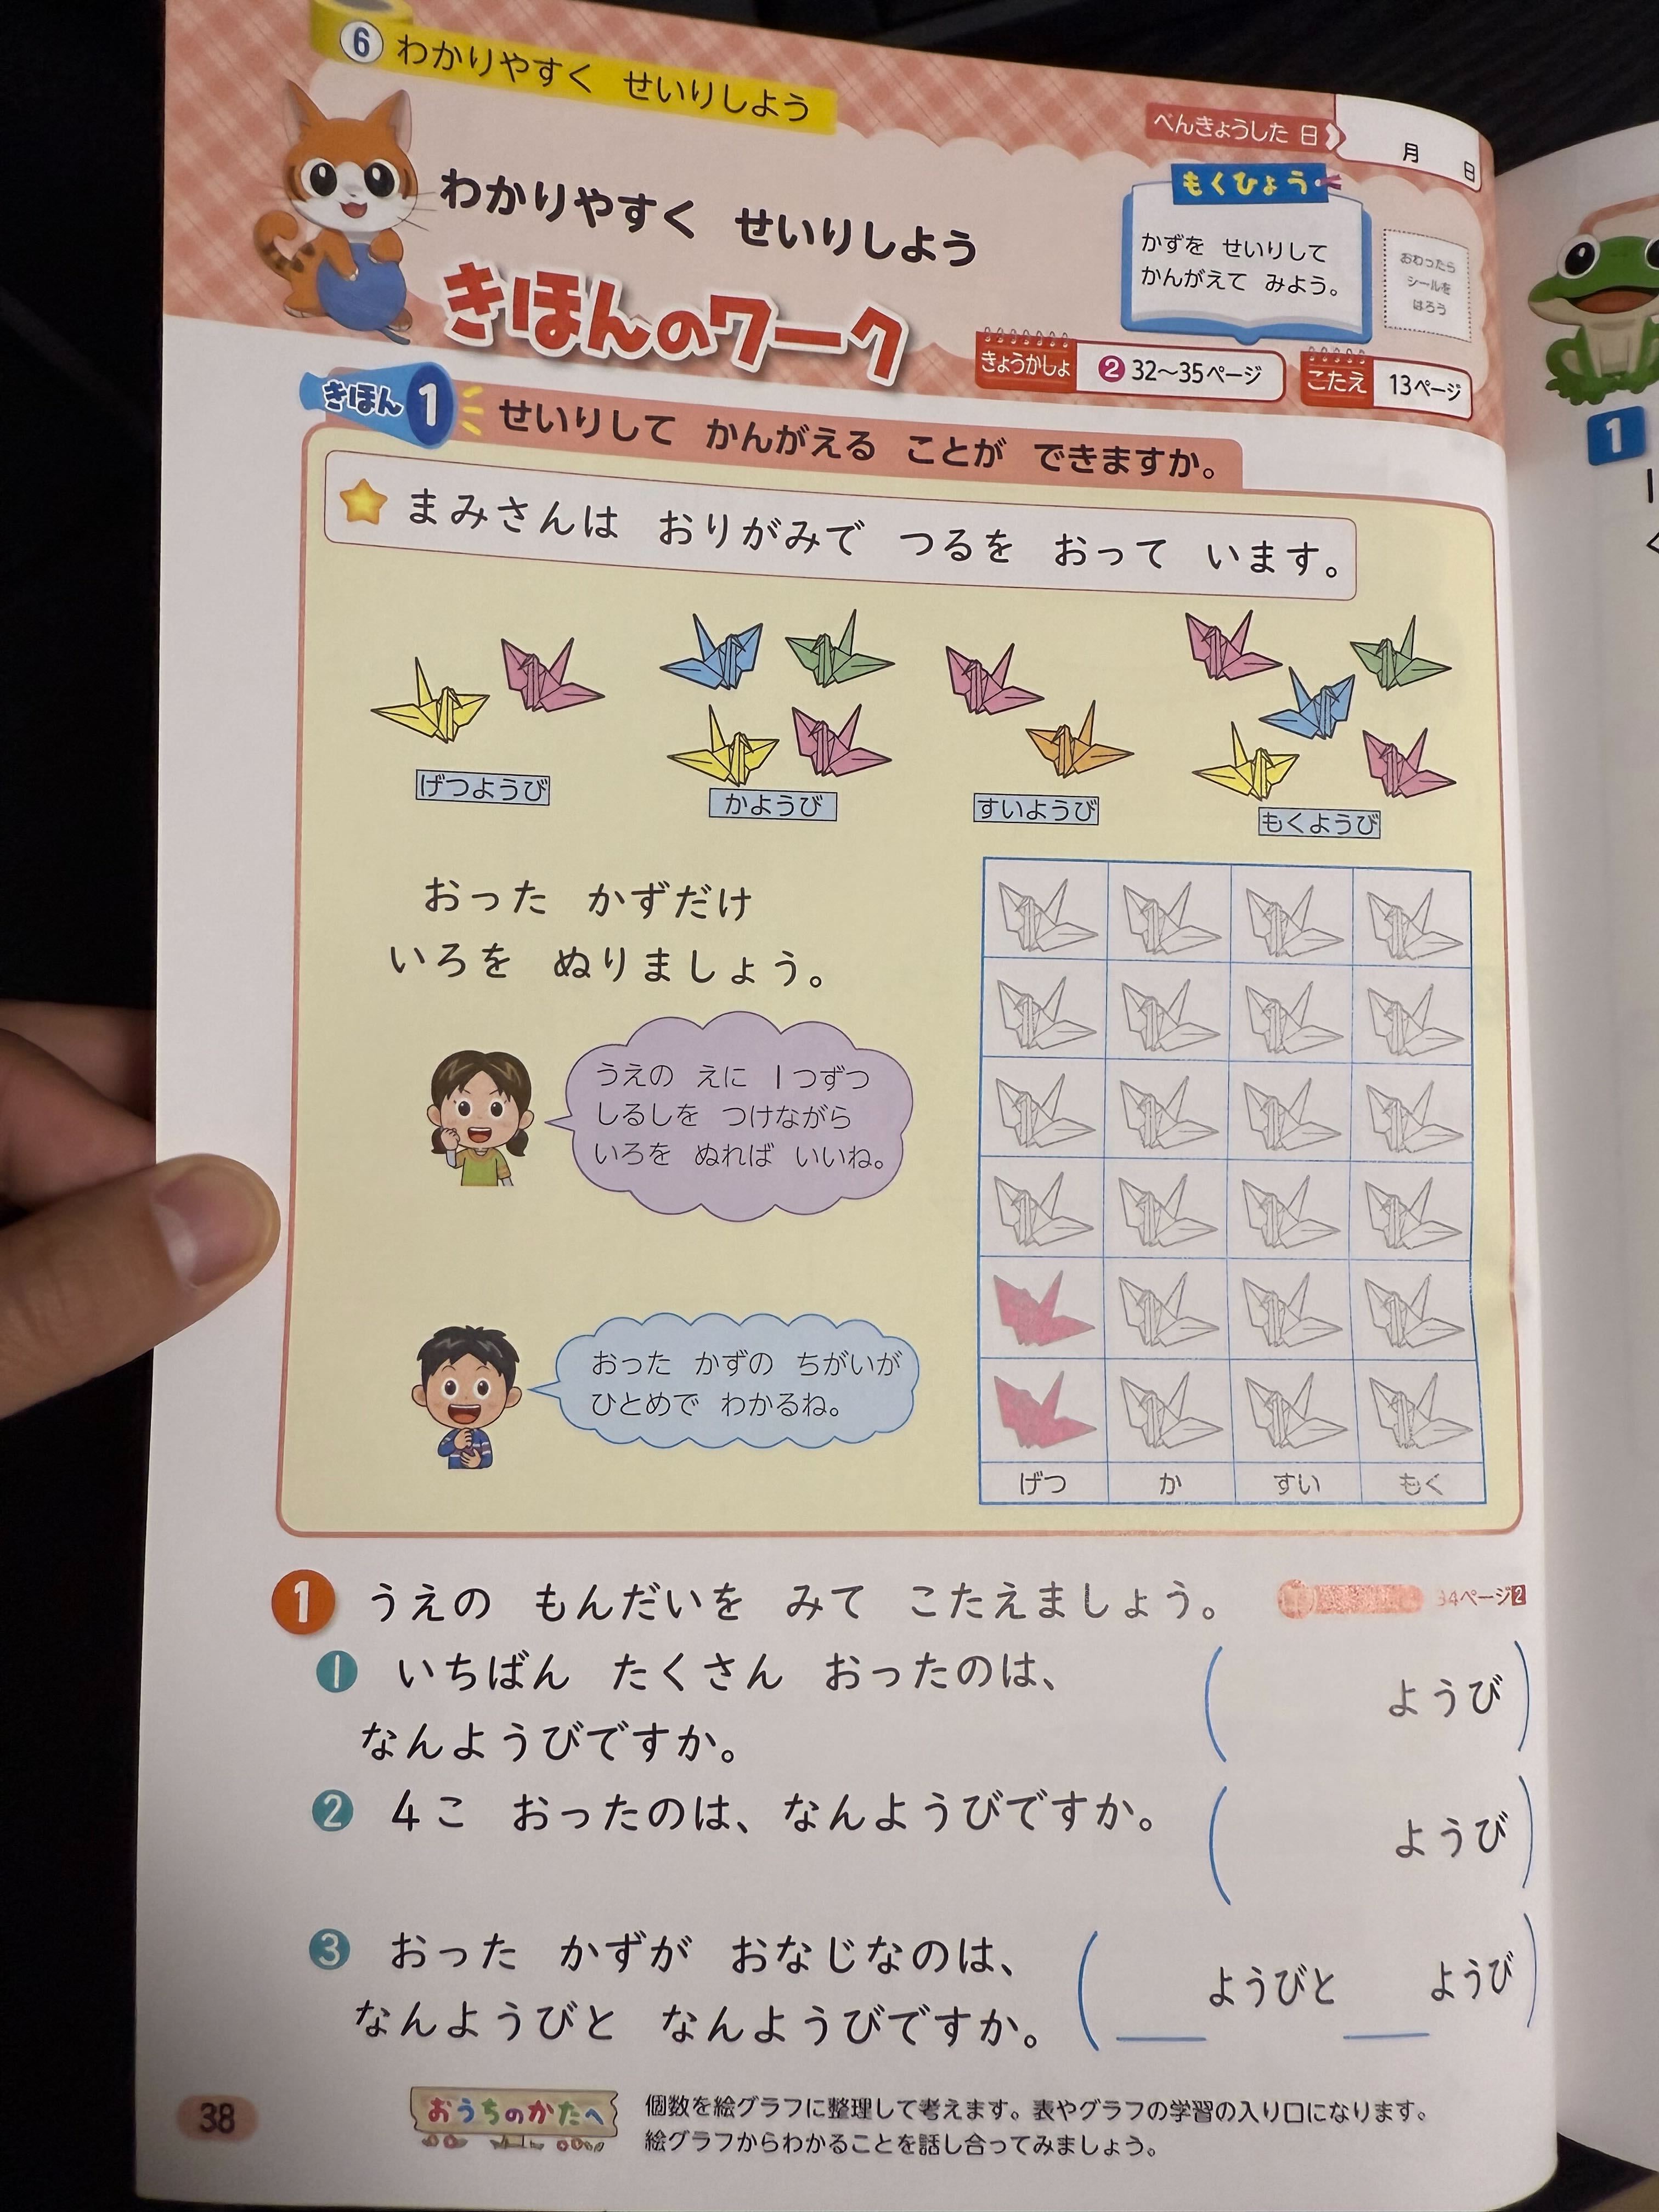 ⑥ わかりやすく せいりしよう
べんきょうした 日
月 日
わかりやすく せいりしよう
きほんのワーク
もくひょう
かずを せいりして
かんがえて みよう。
おわったら
シールを
はろう
きょうかしょ ❷ 32〜35ページ
こたえ 13ページ
きほん 1 せいりして かんがえる ことが できますか。
まみさんは おりがみで つるを おって います。
げつようび
かようび
すいようび
もくようび
おった かずだけ
いろを ぬりましょう。
うえの えに 1つずつ
しるしを つけながら
いろを ぬれば いいね。
おった かずの ちがいが
ひとめで わかるね。
げつ か すい もく
1 うえの もんだいを みて こたえましょう。
34ページ2
❶ いちばん たくさん おったのは、
なんようびですか。
( ようび)
❷ 4こ おったのは、なんようびですか。
( ようび)
❸ おった かずが おなじなのは、
なんようびと なんようびですか。
( ようびと ようび)
38
おうちのかたへ
個数を絵グラフに整理して考えます。表やグラフの学習の入り口になります。
絵グラフからわかることを話し合ってみましょう。
1